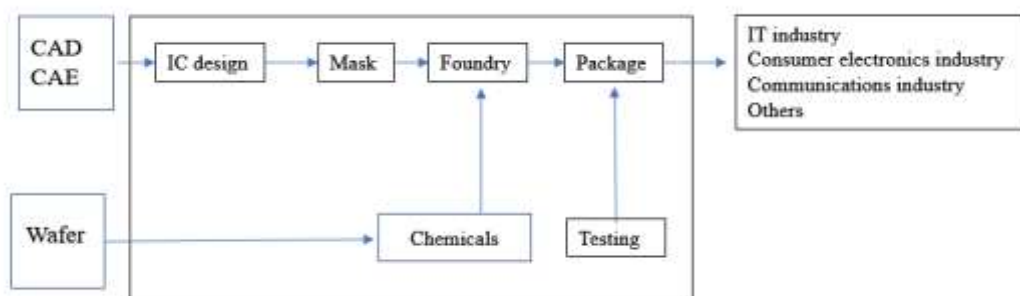 CAD
CAE
IC design
Mask
Foundry
Package
IT industry
Consumer electronics industry
Communications industry
Others
Wafer
Chemicals
Testing